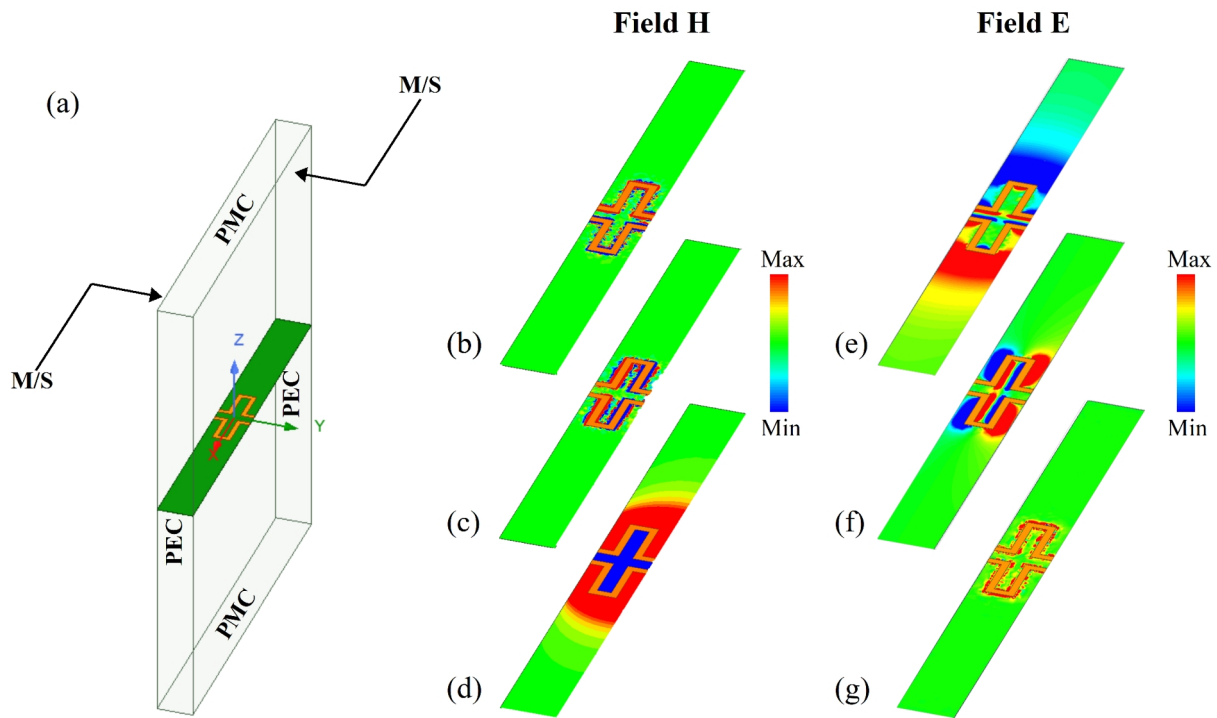 Field H
Field E
(a)
M/S
PMC
M/S
Z
Y
X
PEC
PEC
PMC
(b)
(c)
(d)
Max
Min
(e)
(f)
(g)
Max
Min